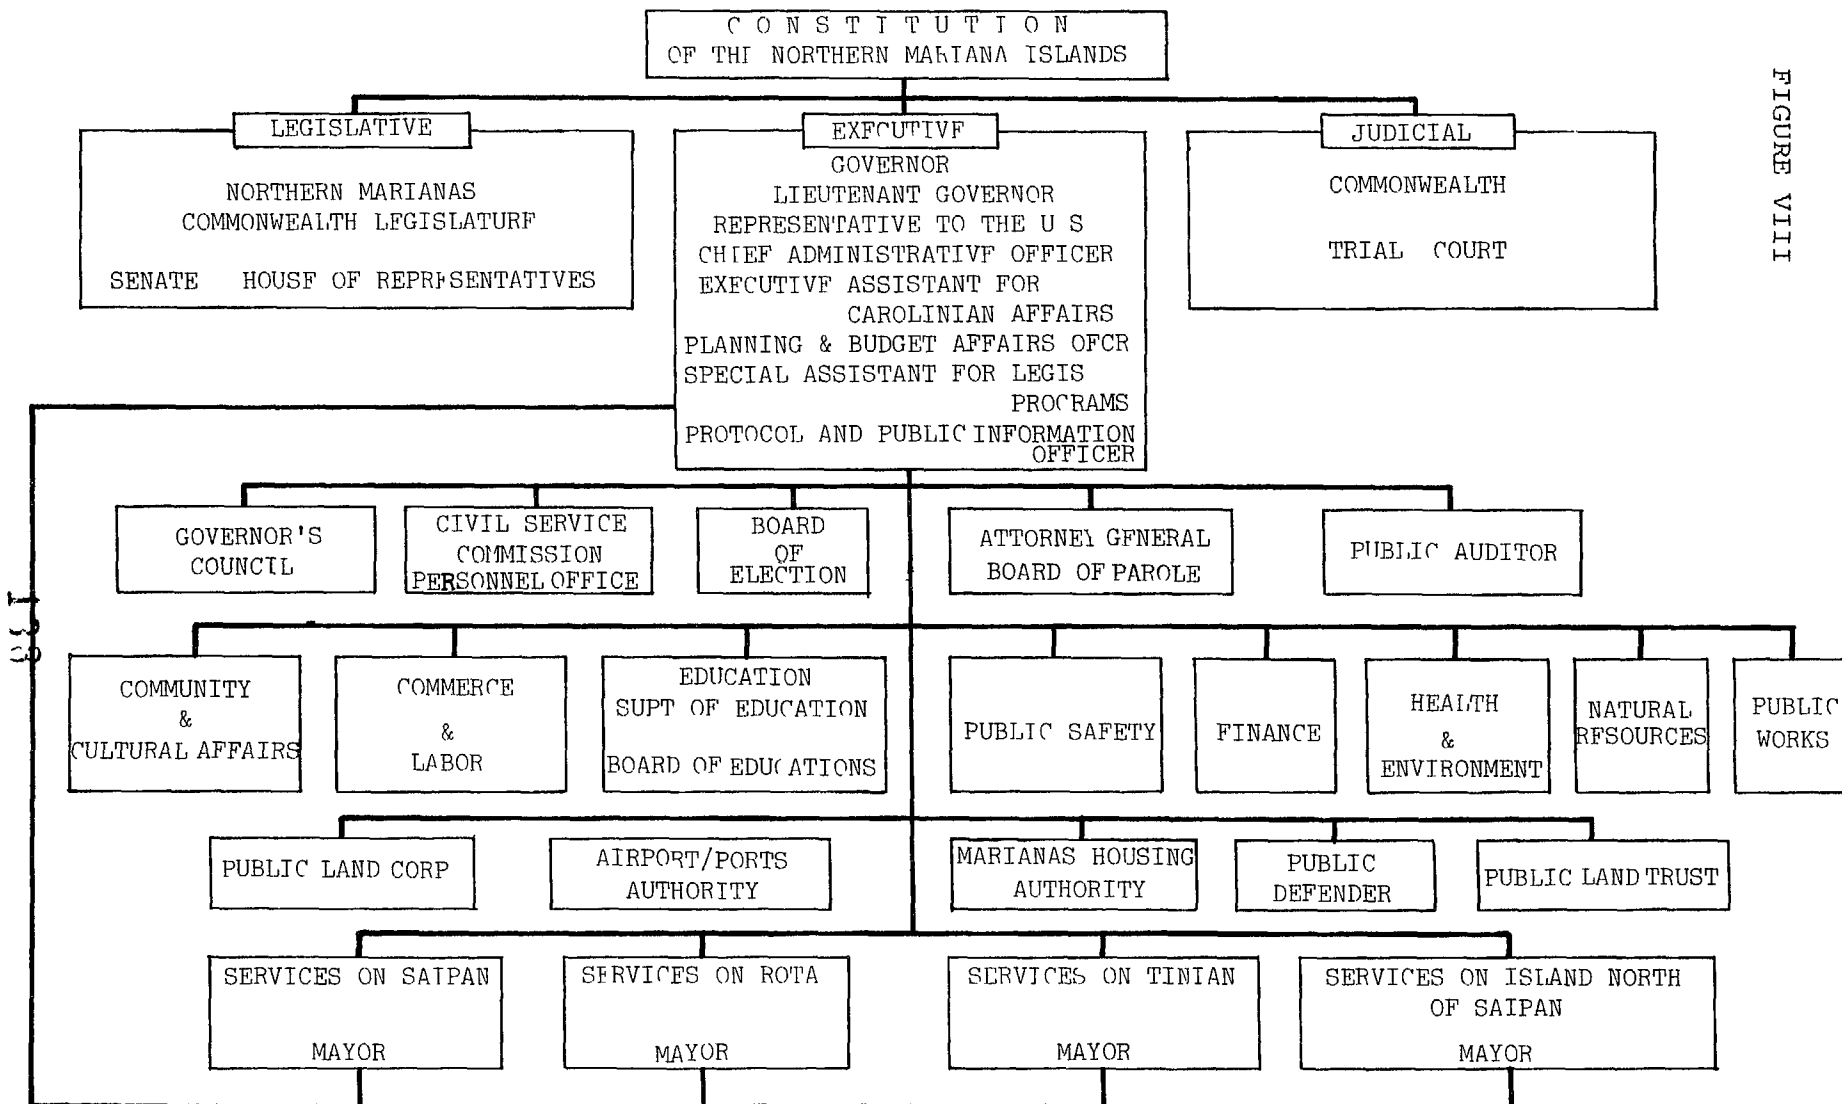 CONSTITUTION
OF THE NORTHERN MARIANA ISLANDS
FIGURE VIII
LEGISLATIVE
NORTHERN MARIANAS
COMMONWEALTH LEGISLATURE
SENATE HOUSE OF REPRESENTATIVES
EXECUTIVE
GOVERNOR
LIEUTENANT GOVERNOR
REPRESENTATIVE TO THE U S
CHIEF ADMINISTRATIVE OFFICER
EXECUTIVE ASSISTANT FOR
CAROLINIAN AFFAIRS
PLANNING & BUDGET AFFAIRS OFCR
SPECIAL ASSISTANT FOR LEGIS
PROGRAMS
PROTOCOL AND PUBLIC INFORMATION
OFFICER
JUDICIAL
COMMONWEALTH
TRIAL COURT
GOVERNOR'S
COUNCIL
CIVIL SERVICE
COMMISSION
PERSONNEL OFFICE
BOARD
OF
ELECTION
ATTORNEY GENERAL
BOARD OF PAROLE
PUBLIC AUDITOR
COMMUNITY
&
CULTURAL AFFAIRS
COMMERCE
&
LABOR
EDUCATION
SUPT OF EDUCATION
BOARD OF EDUCATIONS
PUBLIC SAFETY
FINANCE
HEALTH
&
ENVIRONMENT
NATURAL
RESOURCES
PUBLIC
WORKS
PUBLIC LAND CORP
AIRPORT/PORTS
AUTHORITY
MARIANAS HOUSING
AUTHORITY
PUBLIC
DEFENDER
PUBLIC LAND TRUST
SERVICES ON SAIPAN
MAYOR
SERVICES ON ROTA
MAYOR
SERVICES ON TINIAN
MAYOR
SERVICES ON ISLAND NORTH
OF SAIPAN
MAYOR